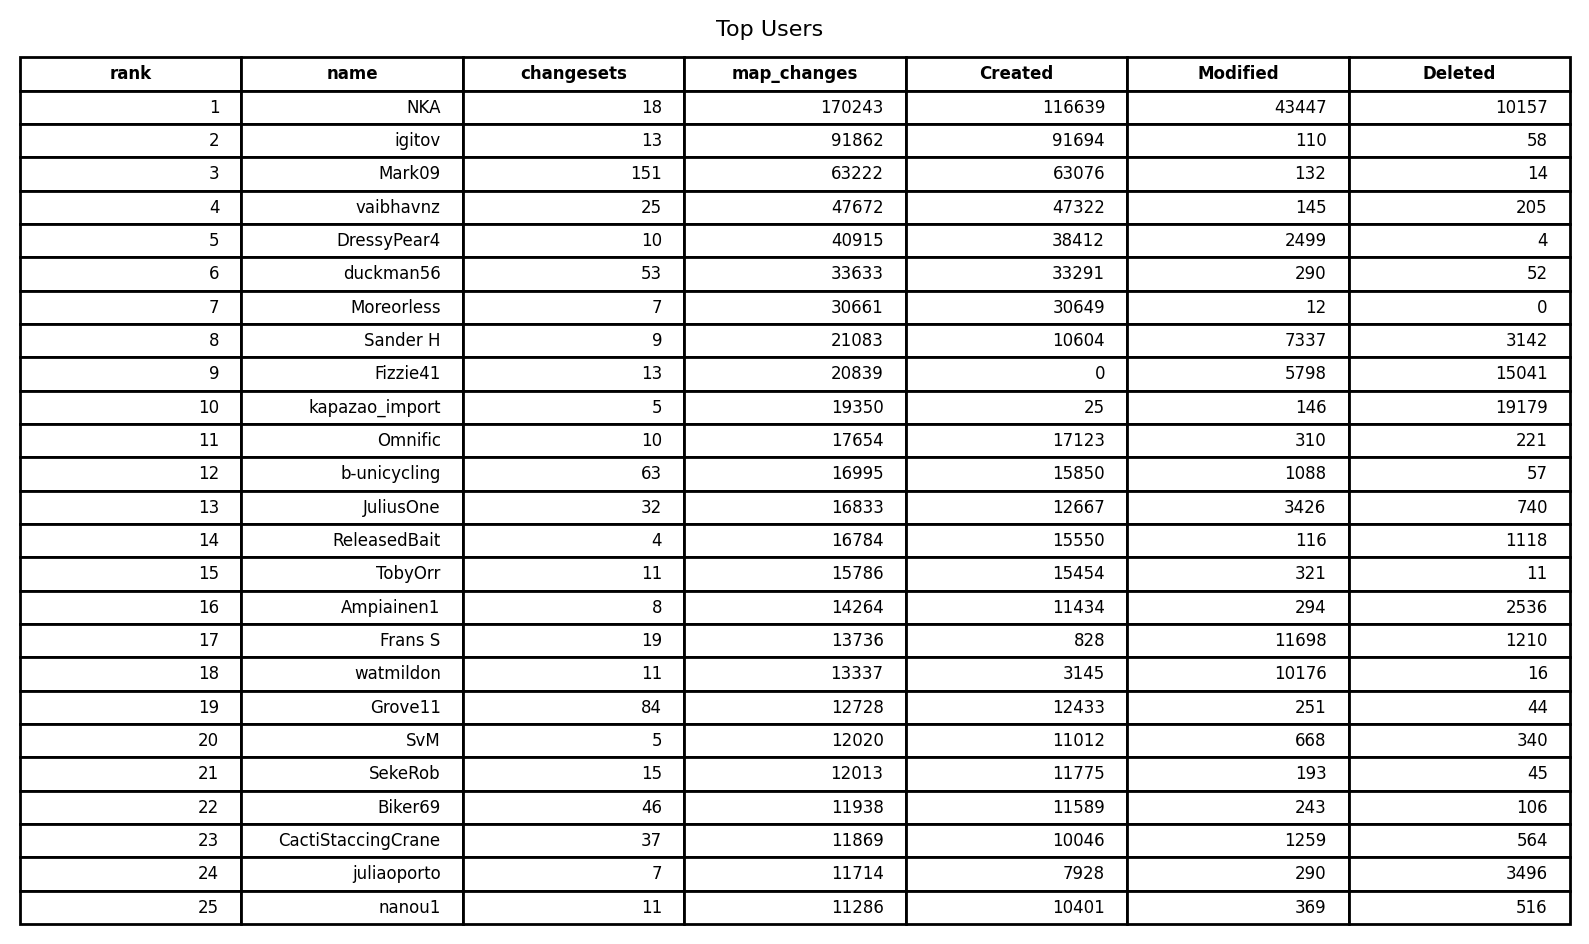 Top Users
rank name changesets map_changes Created Modified Deleted
1 NKA 18 170243 116639 43447 10157
2 igitov 13 91862 91694 110 58
3 Mark09 151 63222 63076 132 14
4 vaibhavnz 25 47672 47322 145 205
5 DressyPear4 10 40915 38412 2499 4
6 duckman56 53 33633 33291 290 52
7 Moreorless 7 30661 30649 12 0
8 Sander H 9 21083 10604 7337 3142
9 Fizzie41 13 20839 0 5798 15041
10 kapazao_import 5 19350 25 146 19179
11 Omnific 10 17654 17123 310 221
12 b-unicycling 63 16995 15850 1088 57
13 JuliusOne 32 16833 12667 3426 740
14 ReleasedBait 4 16784 15550 116 1118
15 TobyOrr 11 15786 15454 321 11
16 Ampiainen1 8 14264 11434 294 2536
17 Frans S 19 13736 828 11698 1210
18 watmildon 11 13337 3145 10176 16
19 Grove11 84 12728 12433 251 44
20 SvM 5 12020 11012 668 340
21 SekeRob 15 12013 11775 193 45
22 Biker69 46 11938 11589 243 106
23 CactiStaccingCrane 37 11869 10046 1259 564
24 juliaoporto 7 11714 7928 290 3496
25 nanou1 11 11286 10401 369 516